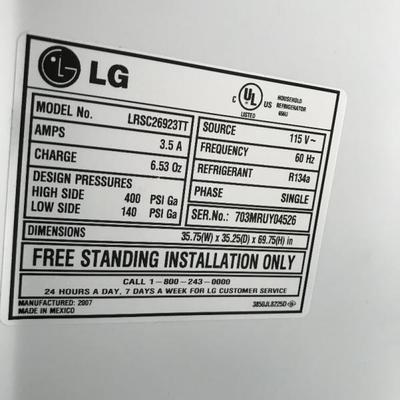 LG
C UL US
LISTED
HOUSEHOLD
REFRIGERATOR
MODEL No. LRSC26923TT
AMPS 3.5 A
CHARGE 6.53 Oz
DESIGN PRESSURES
HIGH SIDE 400 PSI Ga
LOW SIDE 140 PSI Ga
SOURCE 115 V~
FREQUENCY 60 Hz
REFRIGERANT R134a
PHASE SINGLE
SER.No.: 703MRUY04526
DIMENSIONS 35.75(W) x 35.25(D) x 69.75(H) in
FREE STANDING INSTALLATION ONLY
CALL 1-800-243-0000
24 HOURS A DAY, 7 DAYS A WEEK FOR LG CUSTOMER SERVICE
MANUFACTURED: 2007
MADE IN MEXICO
3850JL8225D